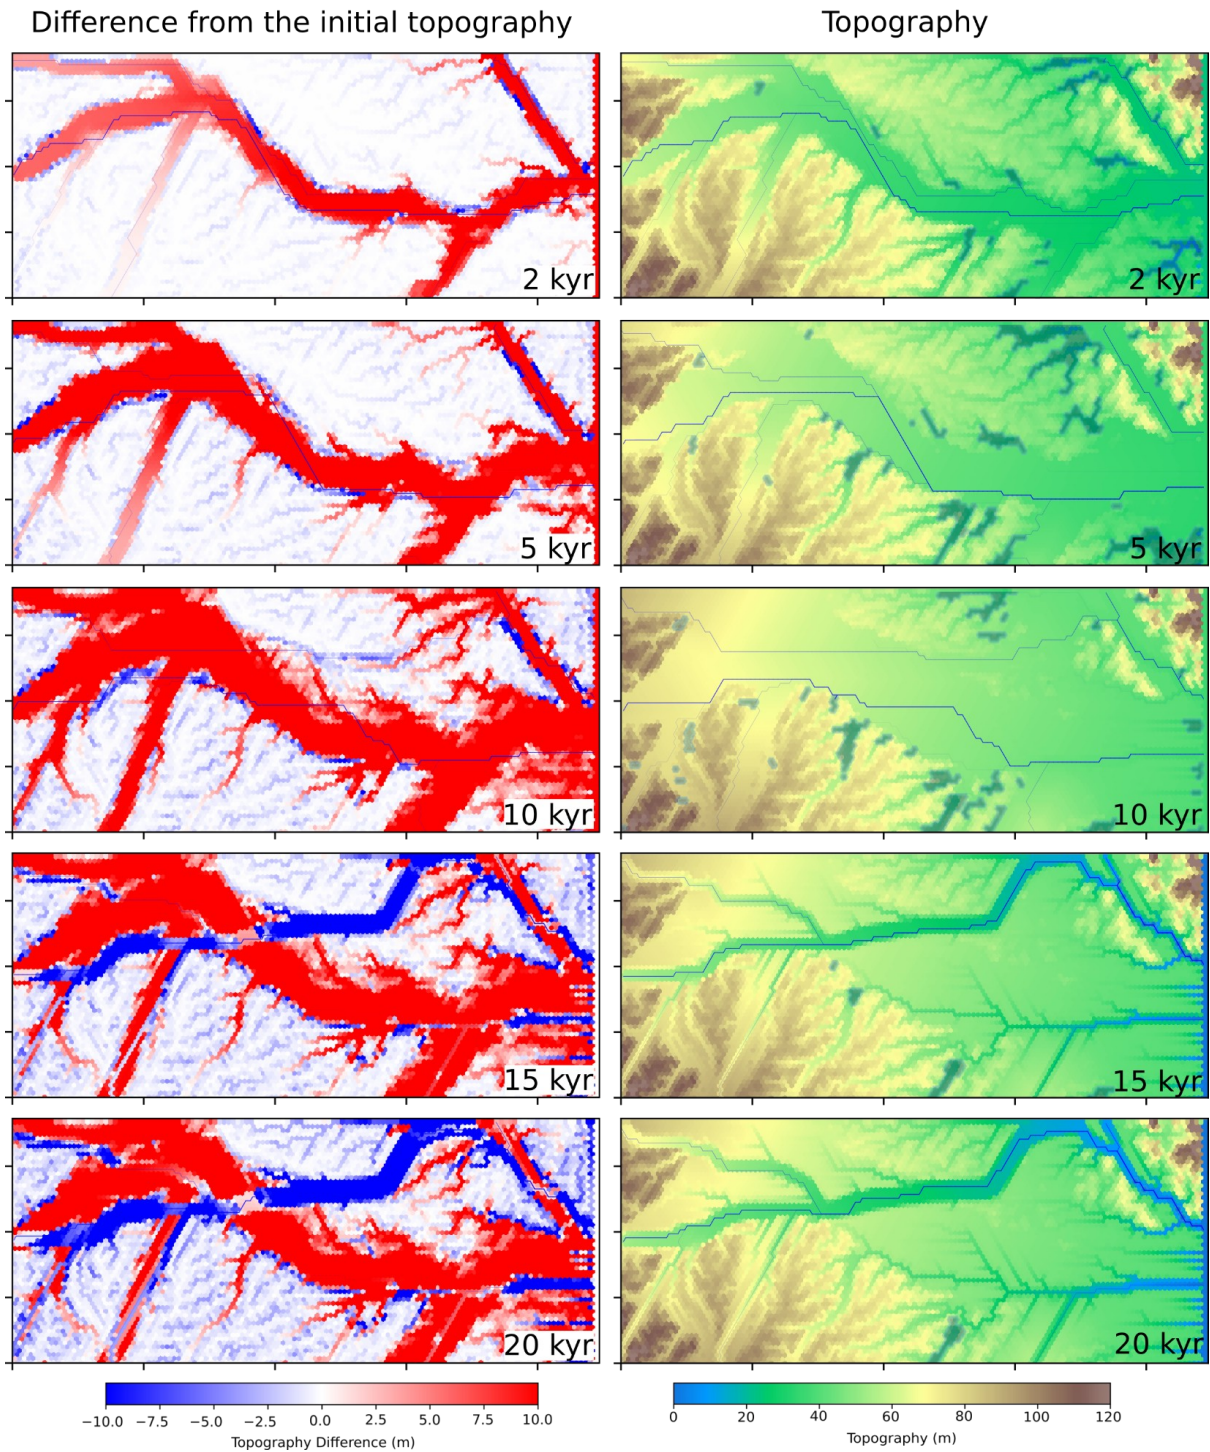 Difference from the initial topography
Topography
2 kyr
2 kyr
5 kyr
5 kyr
10 kyr
10 kyr
15 kyr
15 kyr
20 kyr
20 kyr
−10.0 −7.5 −5.0 −2.5 0.0 2.5 5.0 7.5 10.0
Topography Difference (m)
0 20 40 60 80 100 120
Topography (m)